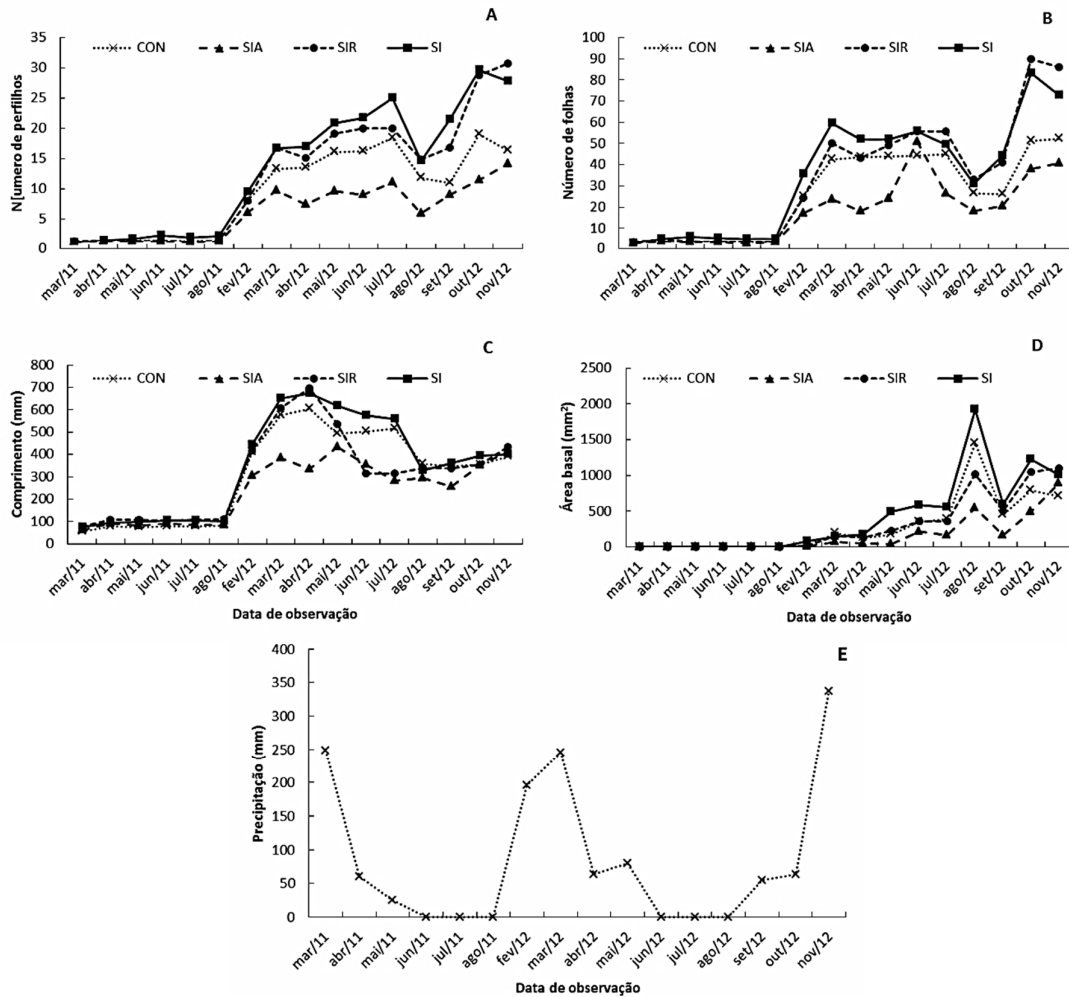 A
CON SIA SIR SI
N[umero de perfilhos
35
30
25
20
15
10
5
0
mar/11 abr/11 mai/11 jun/11 jul/11 ago/11 fev/12 mar/12 abr/12 mai/12 jun/12 jul/12 ago/12 set/12 out/12 nov/12
B
CON SIA SIR SI
Número de folhas
100
90
80
70
60
50
40
30
20
10
0
mar/11 abr/11 mai/11 jun/11 jul/11 ago/11 fev/12 mar/12 abr/12 mai/12 jun/12 jul/12 ago/12 set/12 out/12 nov/12
C
CON SIA SIR SI
Comprimento (mm)
800
700
600
500
400
300
200
100
0
mar/11 abr/11 mai/11 jun/11 jul/11 ago/11 fev/12 mar/12 abr/12 mai/12 jun/12 jul/12 ago/12 set/12 out/12 nov/12
Data de observação
D
CON SIA SIR SI
Área basal (mm²)
2500
2000
1500
1000
500
0
mar/11 abr/11 mai/11 jun/11 jul/11 ago/11 fev/12 mar/12 abr/12 mai/12 jun/12 jul/12 ago/12 set/12 out/12 nov/12
Data de observação
E
Precipitação (mm)
400
350
300
250
200
150
100
50
0
mar/11 abr/11 mai/11 jun/11 jul/11 ago/11 fev/12 mar/12 abr/12 mai/12 jun/12 jul/12 ago/12 set/12 out/12 nov/12
Data de observação